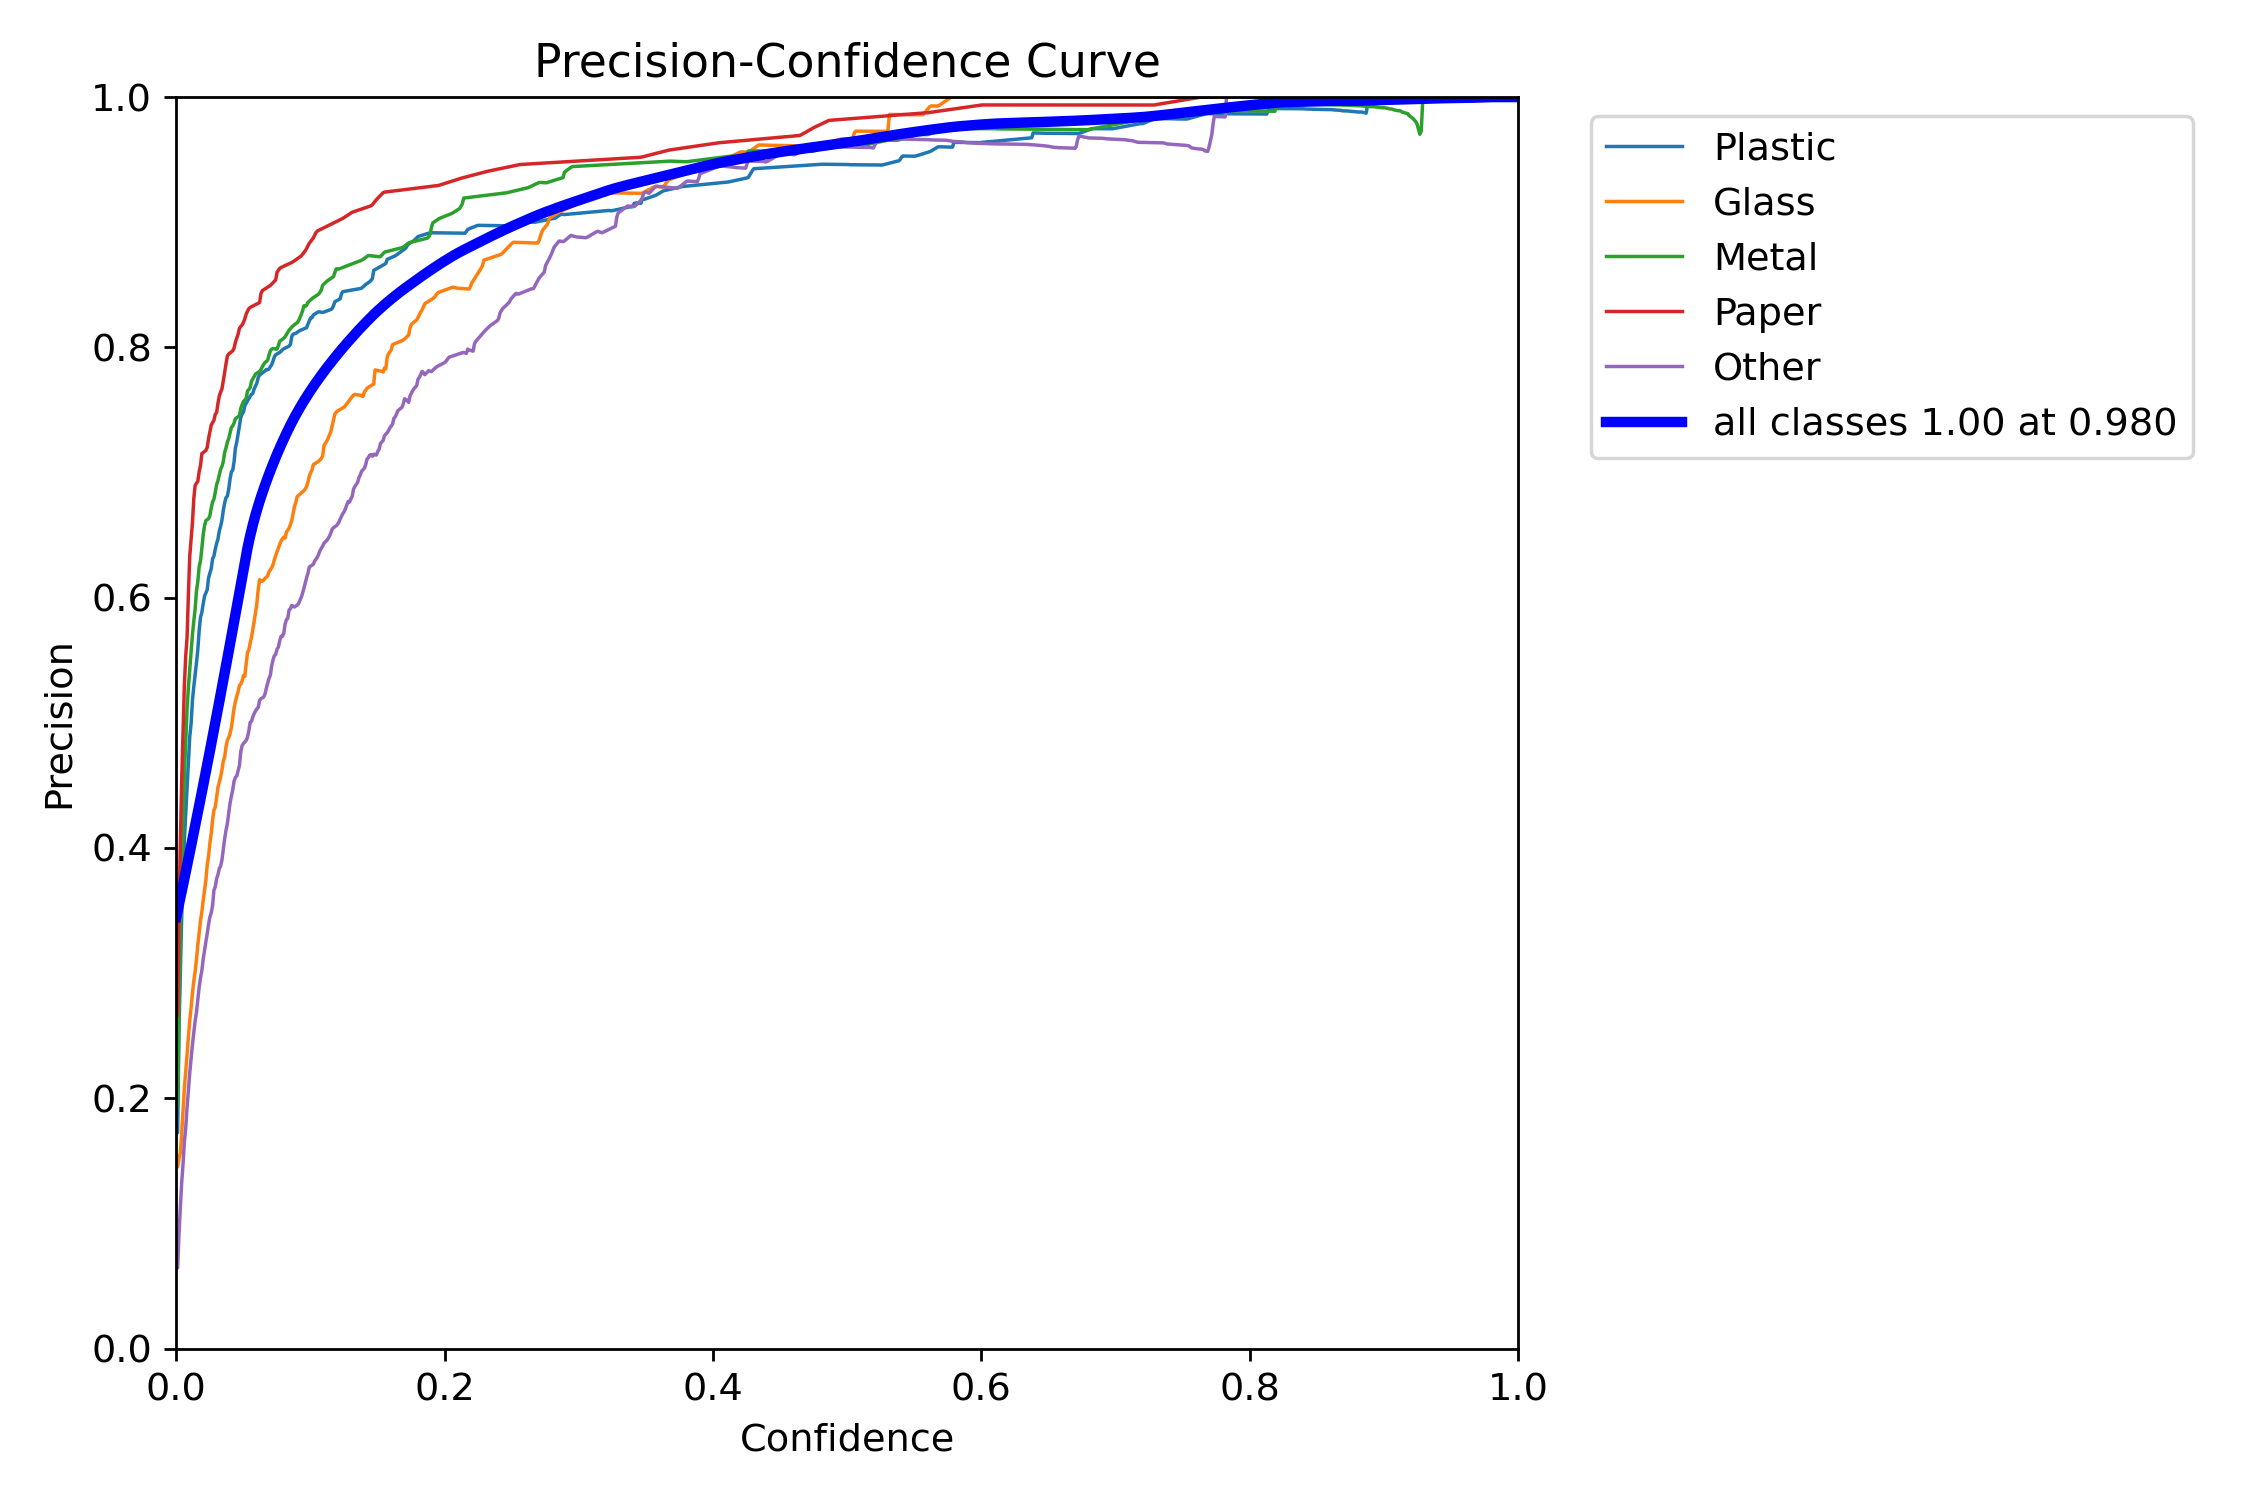 Precision-Confidence Curve
1.0
0.8
0.6
0.4
0.2
0.0
Precision
0.0 0.2 0.4 0.6 0.8 1.0
Confidence
Plastic
Glass
Metal
Paper
Other
all classes 1.00 at 0.980